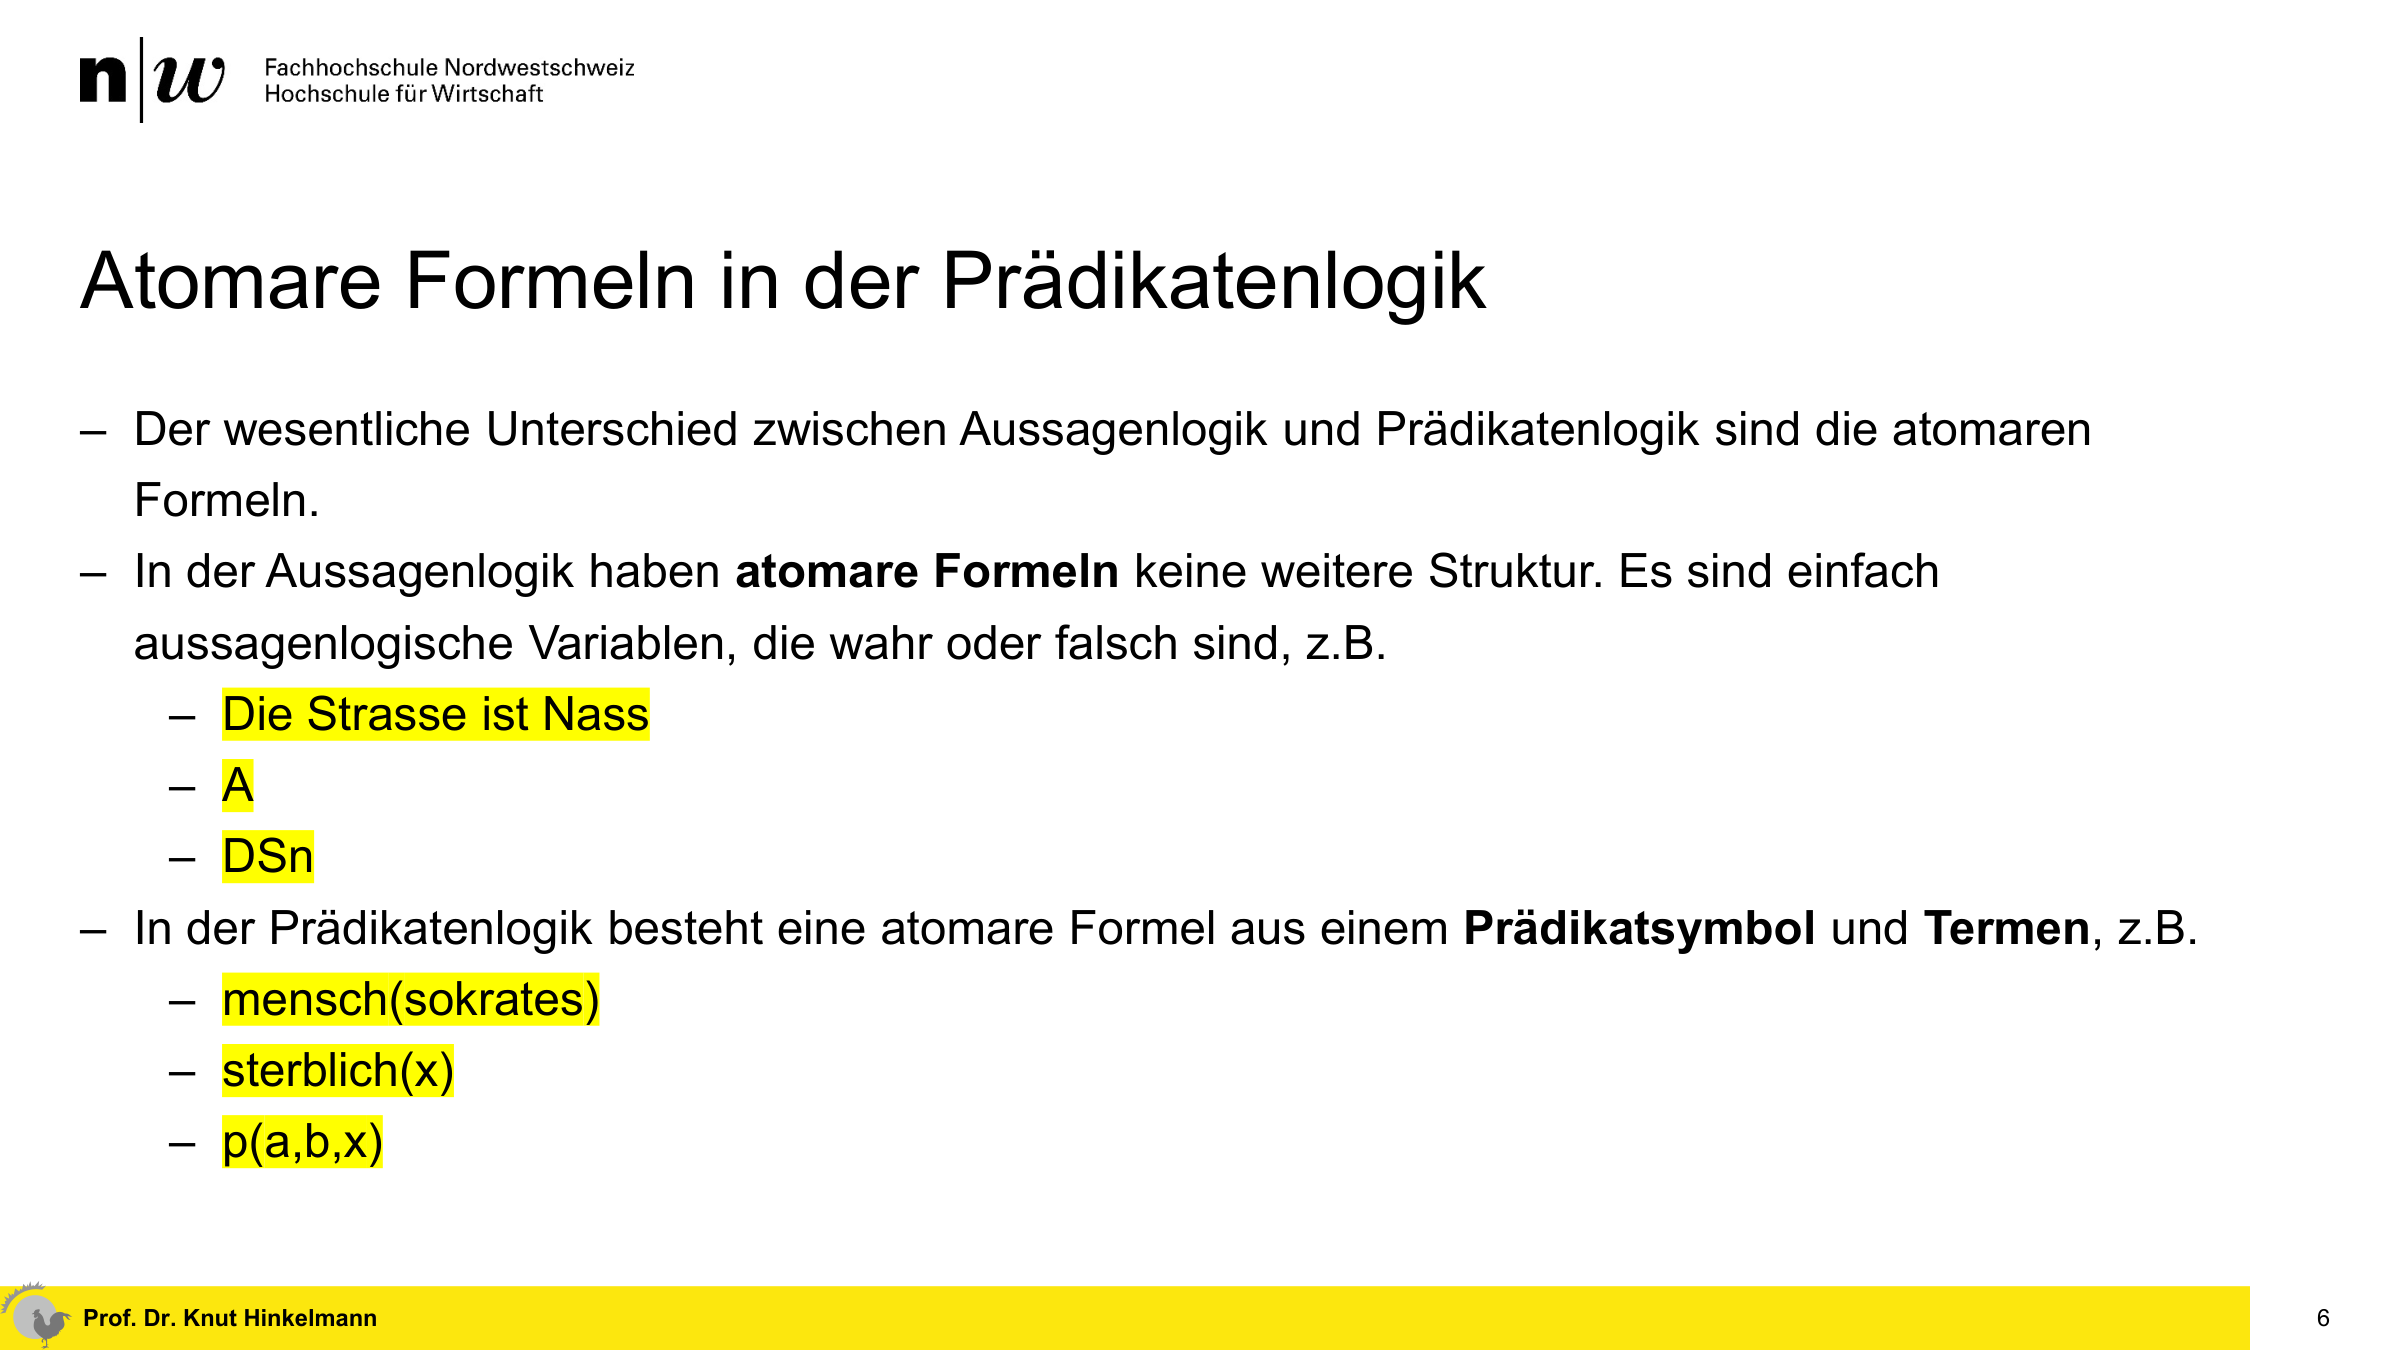 n|w Fachhochschule Nordwestschweiz
Hochschule für Wirtschaft
Atomare Formeln in der Prädikatenlogik
– Der wesentliche Unterschied zwischen Aussagenlogik und Prädikatenlogik sind die atomaren
Formeln.
– In der Aussagenlogik haben atomare Formeln keine weitere Struktur. Es sind einfach
aussagenlogische Variablen, die wahr oder falsch sind, z.B.
– Die Strasse ist Nass
– A
– DSn
– In der Prädikatenlogik besteht eine atomare Formel aus einem Prädikatsymbol und Termen, z.B.
– mensch(sokrates)
– sterblich(x)
– p(a,b,x)
Prof. Dr. Knut Hinkelmann
6